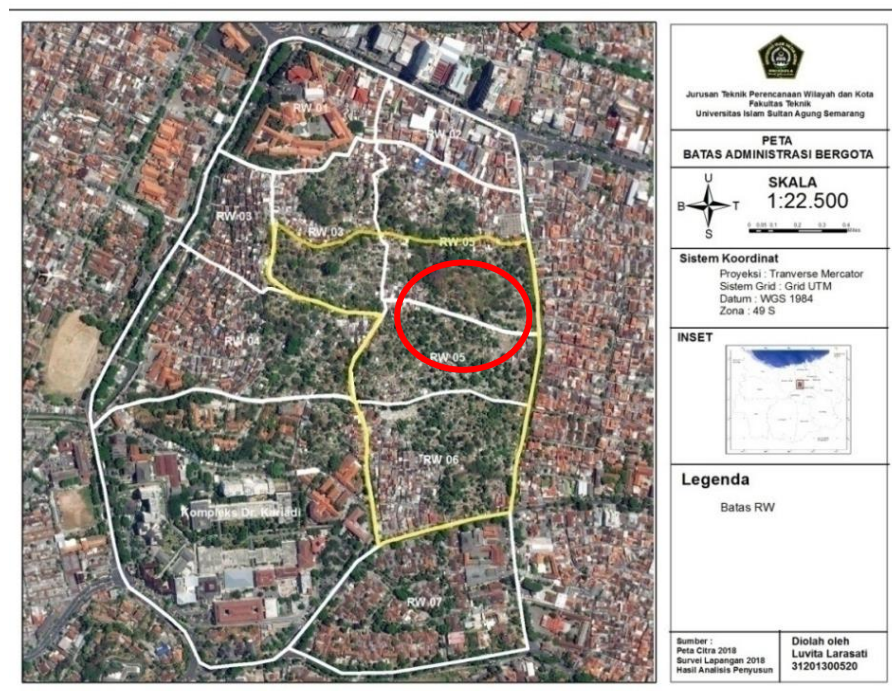 RW 01
RW 02
RW 03
RW 03
RW 05
RW 04
RW 05
RW 06
Kompleks Dr. Kariadi
RW 07
Jurusan Teknik Perencanaan Wilayah dan Kota
Fakultas Teknik
Universitas Islam Sultan Agung Semarang
PETA
BATAS ADMINISTRASI BERGOTA
U
B T
S
SKALA
1:22.500
Sistem Koordinat
Proyeksi : Tranverse Mercator
Sistem Grid : Grid UTM
Datum : WGS 1984
Zona : 49 S
INSET
Legenda
Batas RW
Sumber :
Peta Citra 2018
Survei Lapangan 2018
Hasil Analisis Penyusun
Diolah oleh
Luvita Larasati
31201300520